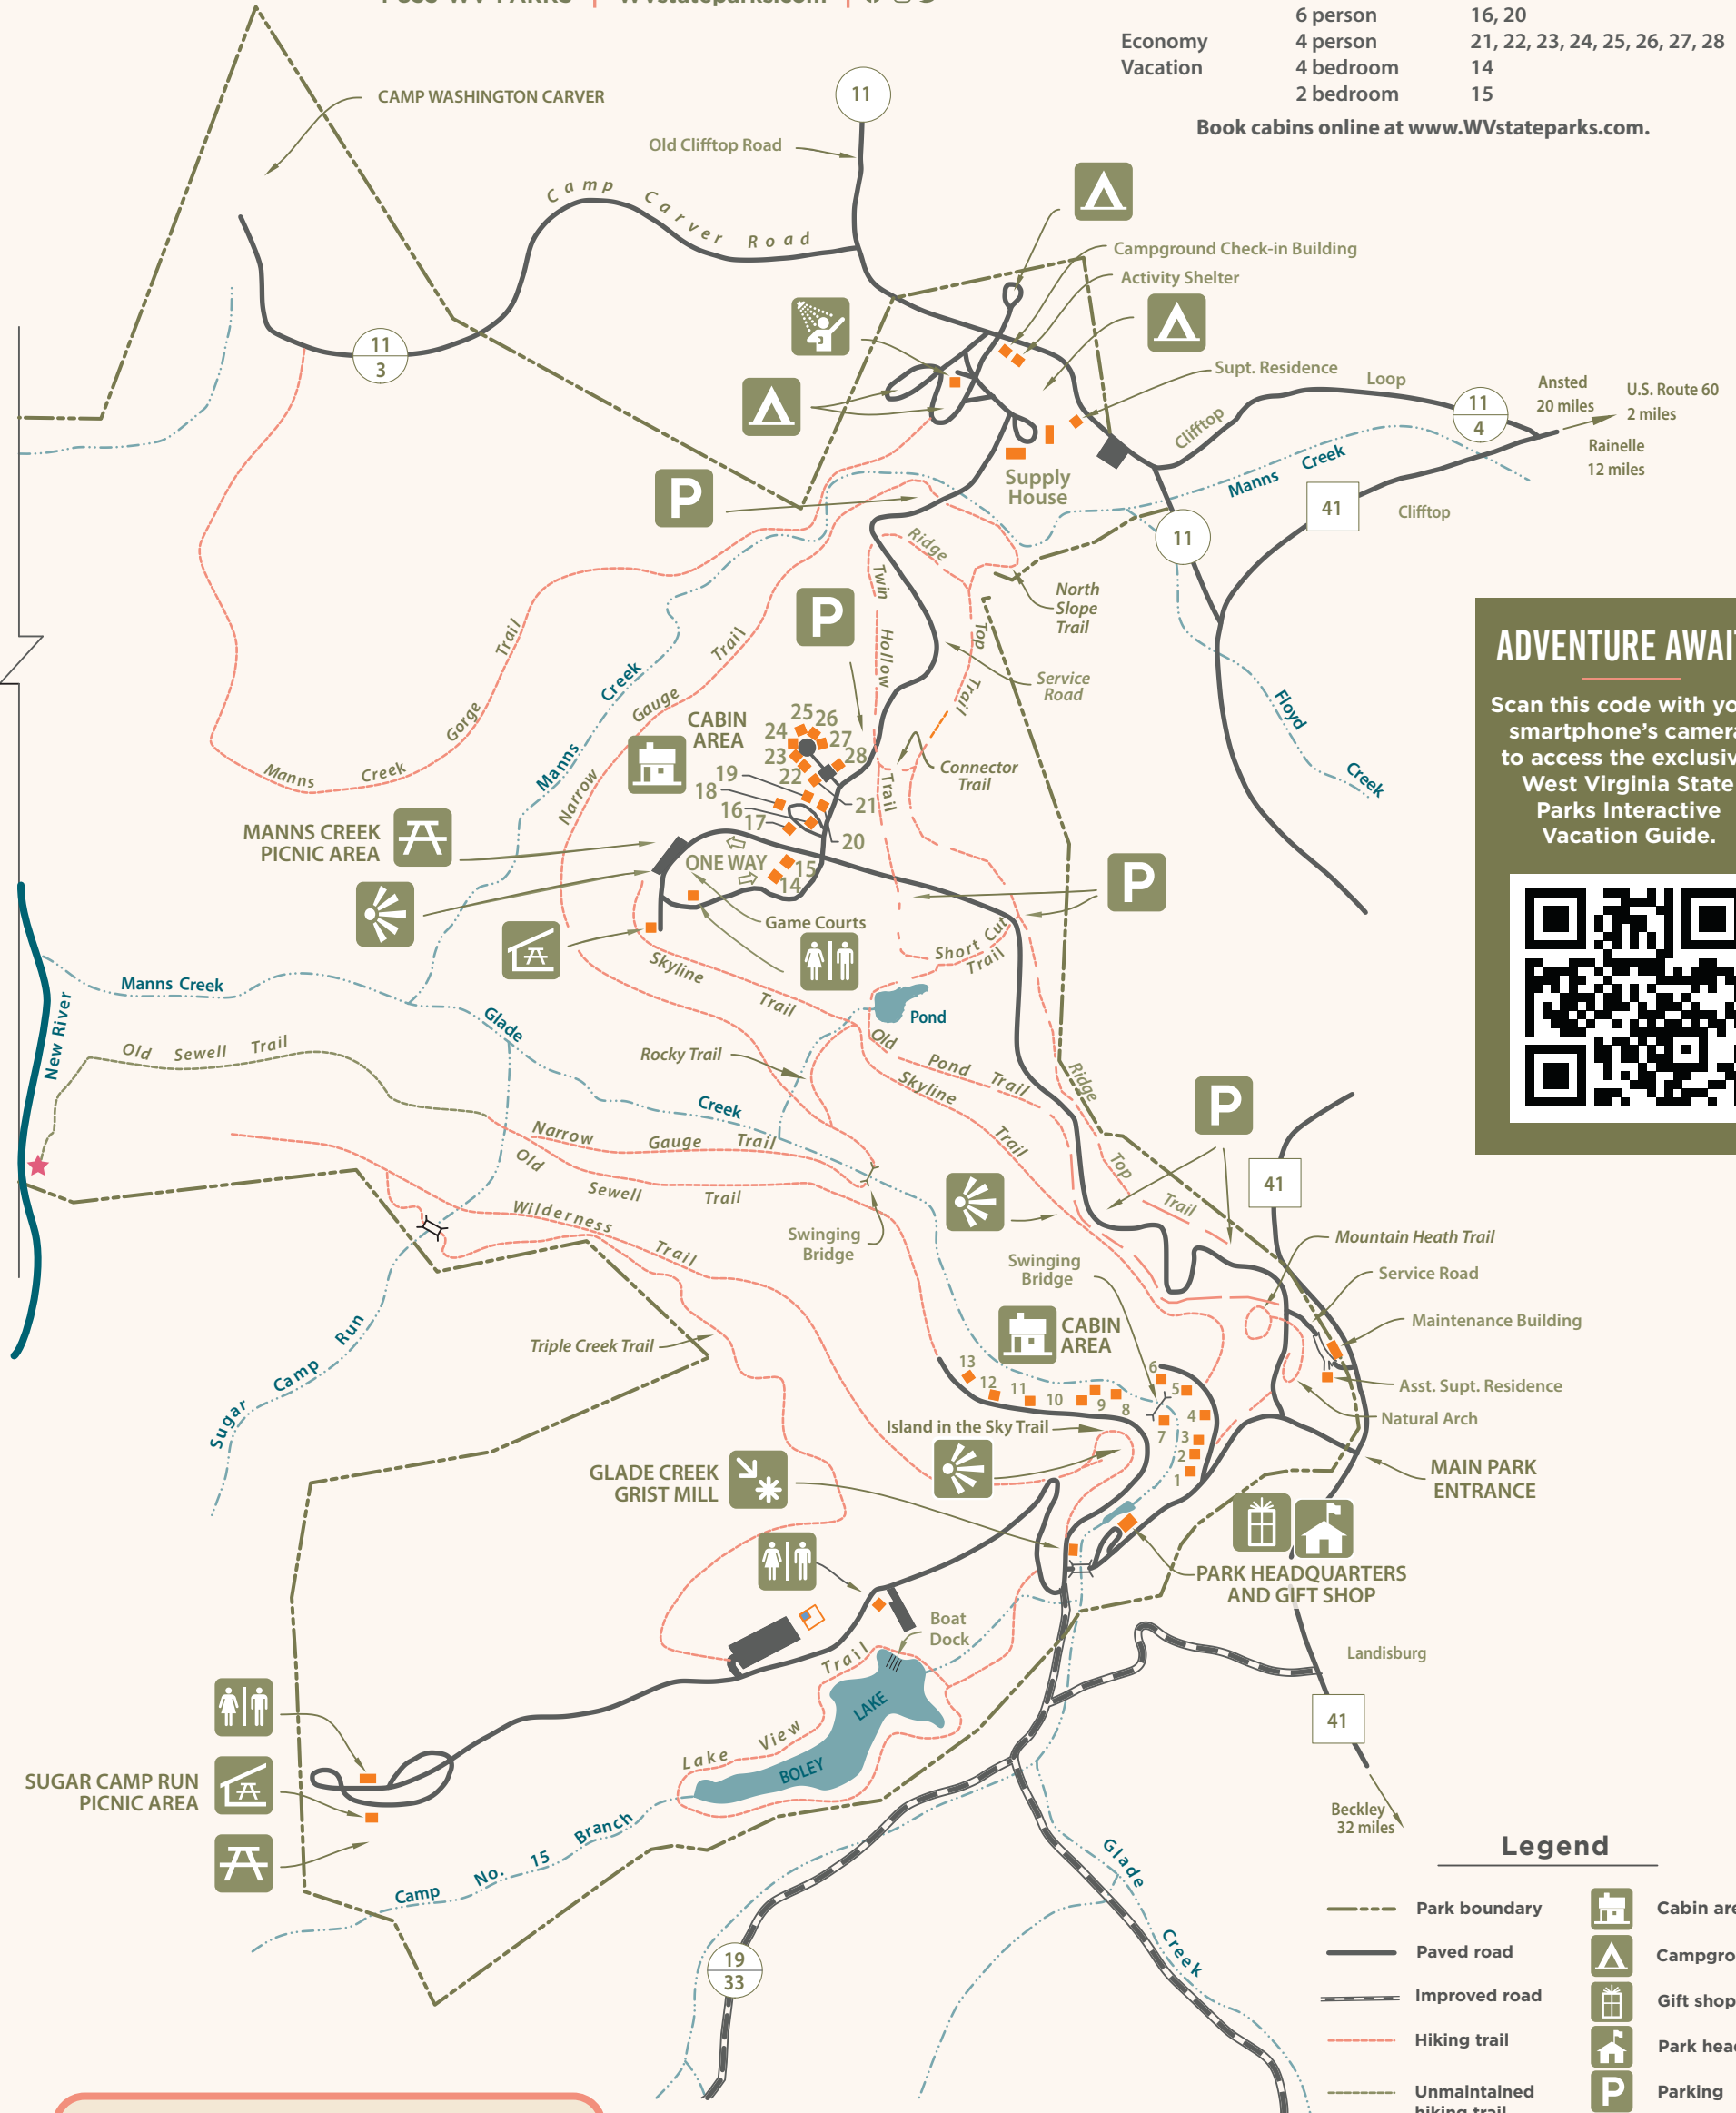 6 person 16, 20
Economy 4 person 21, 22, 23, 24, 25, 26, 27, 28
Vacation 4 bedroom 14
2 bedroom 15
Book cabins online at www.WVstateparks.com.
CAMP WASHINGTON CARVER
11
Old Clifftop Road
Camp Carver Road
Campground Check-in Building
Activity Shelter
11
3
Supt. Residence
Loop
Clifftop
11
4
Ansted
20 miles
U.S. Route 60
2 miles
Rainelle
12 miles
Manns Creek
41
Clifftop
P
Supply
House
11
Ridge
Top
Trail
North
Slope
Trail
Twin
Hollow
Trail
P
Service
Road
Floyd
Creek
Gorge
Trail
Manns Creek
Manns
Creek
Narrow
Gauge
Trail
ADVENTURE AWAI
Scan this code with yo
smartphone's camera
to access the exclusiv
West Virginia State
Parks Interactive
Vacation Guide.
CABIN
AREA
25
26
24
27
23
28
22
19
18
21
16
17
20
Connector
Trail
MANNS CREEK
PICNIC AREA
ONE WAY
15
14
P
Game Courts
Short Cut
Trail
Skyline
Trail
Pond
Manns Creek
New River
Glade
Creek
Old Sewell Trail
Rocky Trail
Old
Pond
Trail
Skyline
Trail
Ridge
Top
Trail
P
41
Narrow Gauge Trail
Old Sewell Trail
Wilderness
Trail
Swinging
Bridge
Swinging
Bridge
Mountain Heath Trail
Service Road
Maintenance Building
Asst. Supt. Residence
Natural Arch
CABIN
AREA
Triple Creek Trail
Sugar Camp Run
13
12
11
10
9
8
6
5
4
7
3
2
1
Island in the Sky Trail
GLADE CREEK
GRIST MILL
MAIN PARK
ENTRANCE
PARK HEADQUARTERS
AND GIFT SHOP
Boat
Dock
Landisburg
41
Lake View Trail
BOLEY
LAKE
SUGAR CAMP RUN
PICNIC AREA
Camp No. 15 Branch
Beckley
32 miles
Glade
Creek
19
33
Legend
Park boundary
Paved road
Improved road
Hiking trail
Unmaintained
Cabin are
Campgro
Gift shop
Park head
P Parking